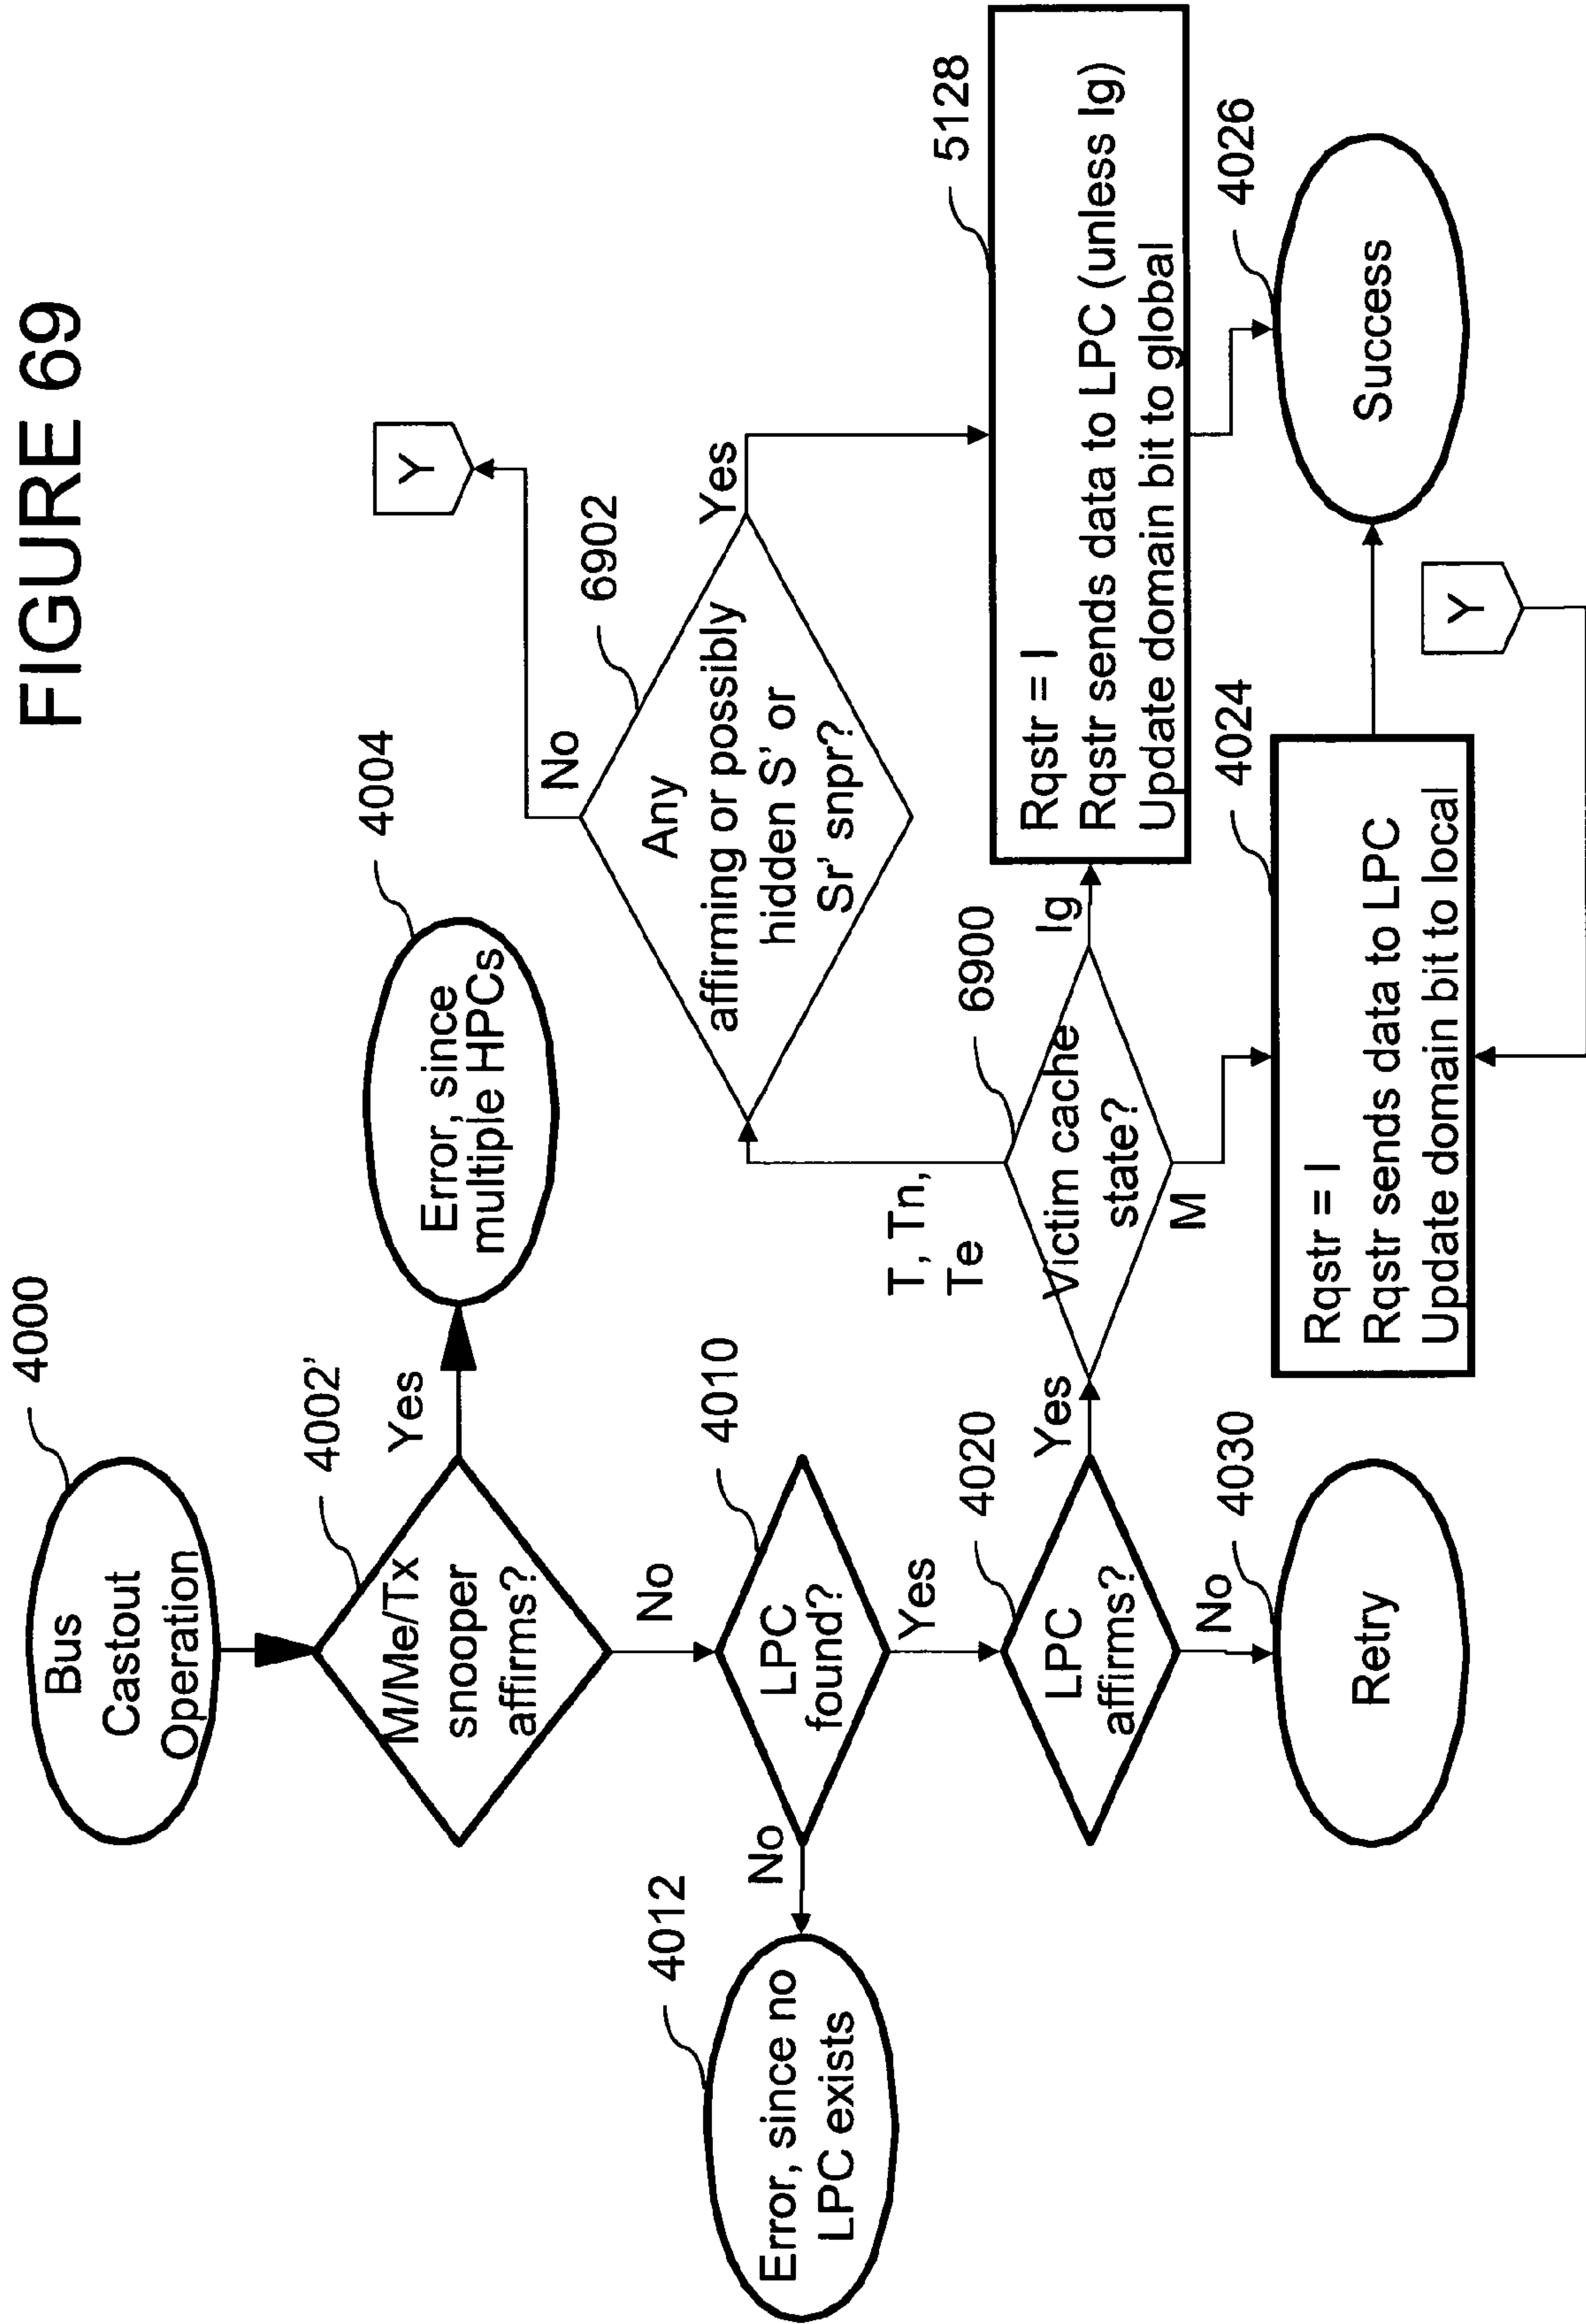 FIGURE 69
4000
Bus
Castout
Operation
4002'
M/Me/Tx
snooper
affirms?
Yes
4004
Error, since
multiple HPCs
No
4010
LPC
found?
No
4012
Error, since no
LPC exists
Yes
4020
LPC
affirms?
No
4030
Retry
Yes
6900
Victim cache
state?
T, Tn,
Te
Ig
M
6902
Any
affirming or possibly
hidden S' or
Sr' snpr?
No
Y
Yes
5128
Rqstr = I
Rqstr sends data to LPC (unless Ig)
Update domain bit to global
4024
Rqstr = I
Rqstr sends data to LPC
Update domain bit to local
Y
4026
Success